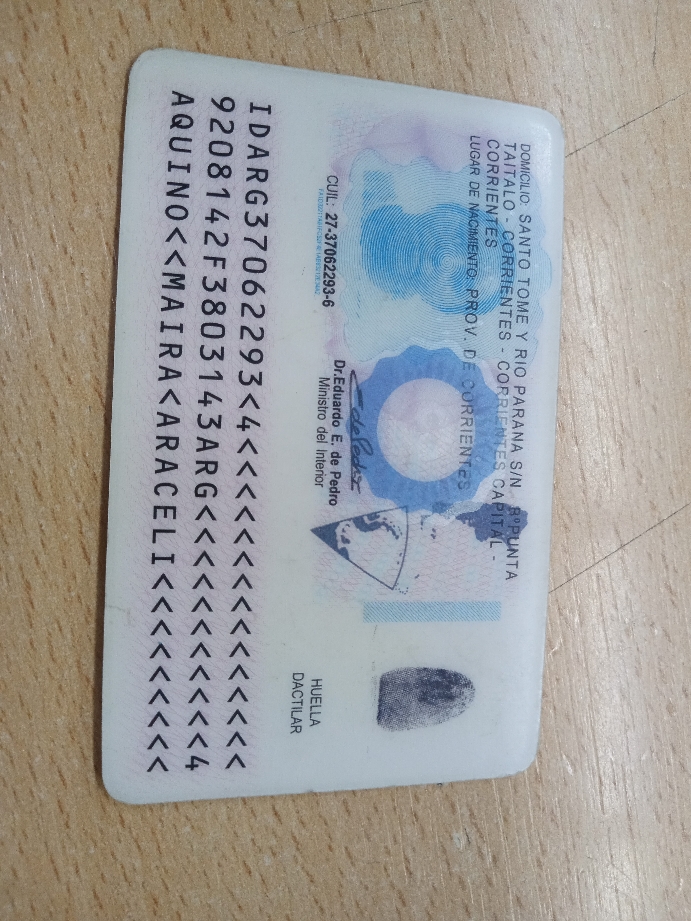 DOMICILIO: SANTO TOME Y RIO PARANA S/N Bº PUNTA
TAITALO - CORRIENTES - CORRIENTES CAPITAL -
CORRIENTES
LUGAR DE NACIMIENTO: PROV. DE CORRIENTES
CUIL: 27-37062293-6
Dr. Eduardo E. de Pedro
Ministro del Interior
HUELLA
DACTILAR
IDARG37062293<4<<<<<<<<<<<<<<<
9208142F3803143ARG<<<<<<<<<<<4
AQUINO<<MAIRA<ARACELI<<<<<<<<<